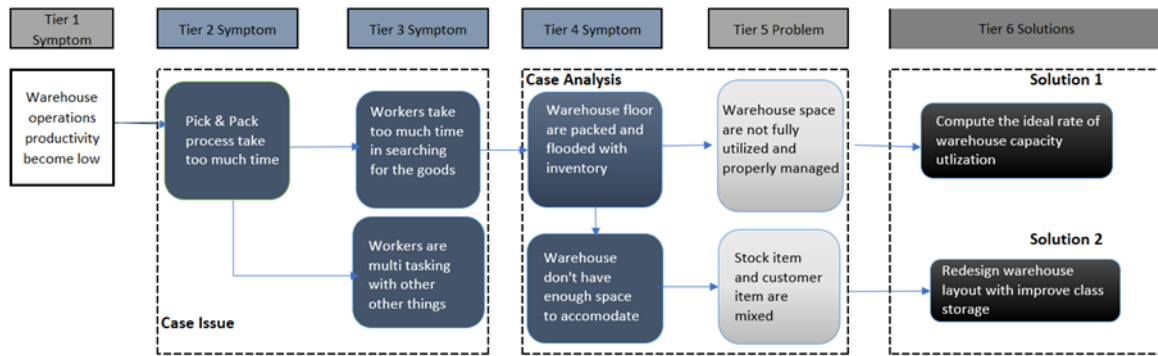 Tier 1
Symptom
Tier 2 Symptom
Tier 3 Symptom
Tier 4 Symptom
Tier 5 Problem
Tier 6 Solutions
Warehouse
operations
productivity
become low
Pick & Pack
process take
too much time
Workers take
too much time
in searching
for the goods
Workers are
multi tasking
with other
other things
Case Issue
Case Analysis
Warehouse floor
are packed and
flooded with
inventory
Warehouse
don't have
enough space
to accomodate
Warehouse space
are not fully
utilized and
properly managed
Stock item
and customer
item are
mixed
Solution 1
Compute the ideal rate of
warehouse capacity
utlization
Solution 2
Redesign warehouse
layout with improve class
storage